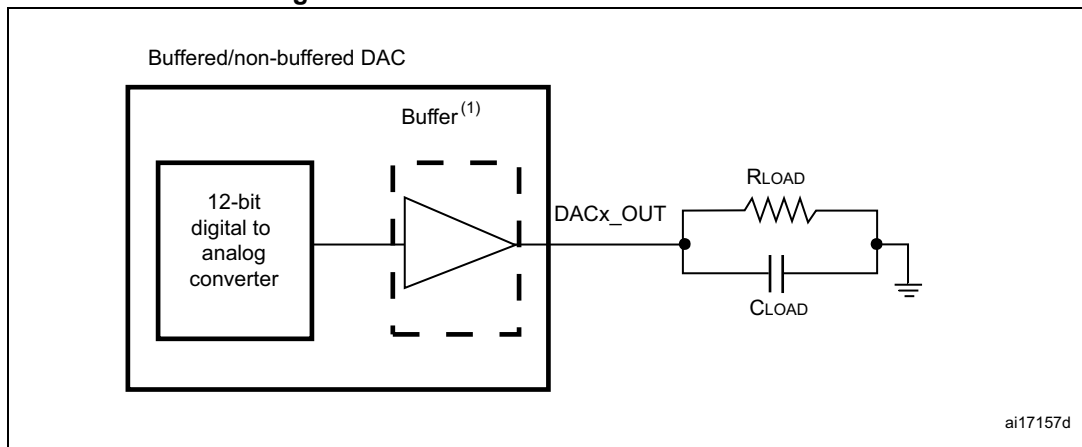 Buffered/non-buffered DAC
Buffer(1)
12-bit
digital to
analog
converter
DACx_OUT
RLOAD
CLOAD
ai17157d